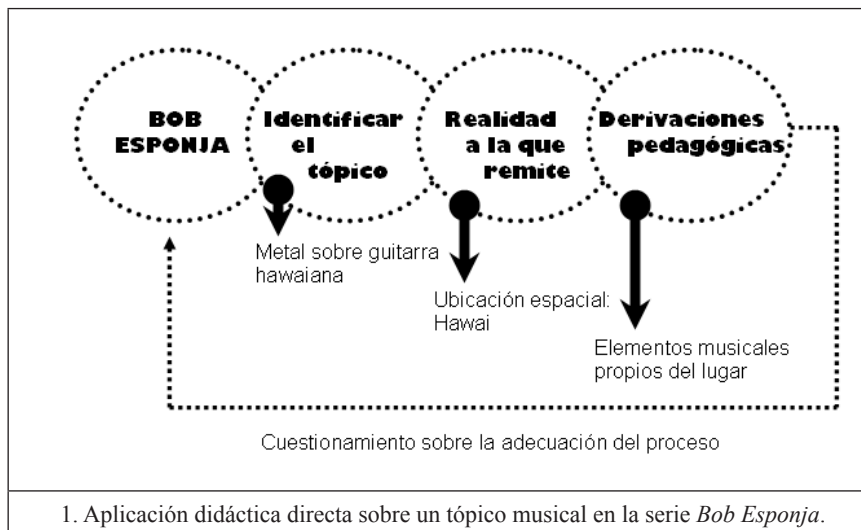 BOB
ESPONJA
Identificar
el
tópico
Realidad
a la que
remite
Derivaciones
pedagógicas
Metal sobre guitarra
hawaiana
Ubicación espacial:
Hawai
Elementos musicales
propios del lugar
Cuestionamiento sobre la adecuación del proceso
1. Aplicación didáctica directa sobre un tópico musical en la serie Bob Esponja.